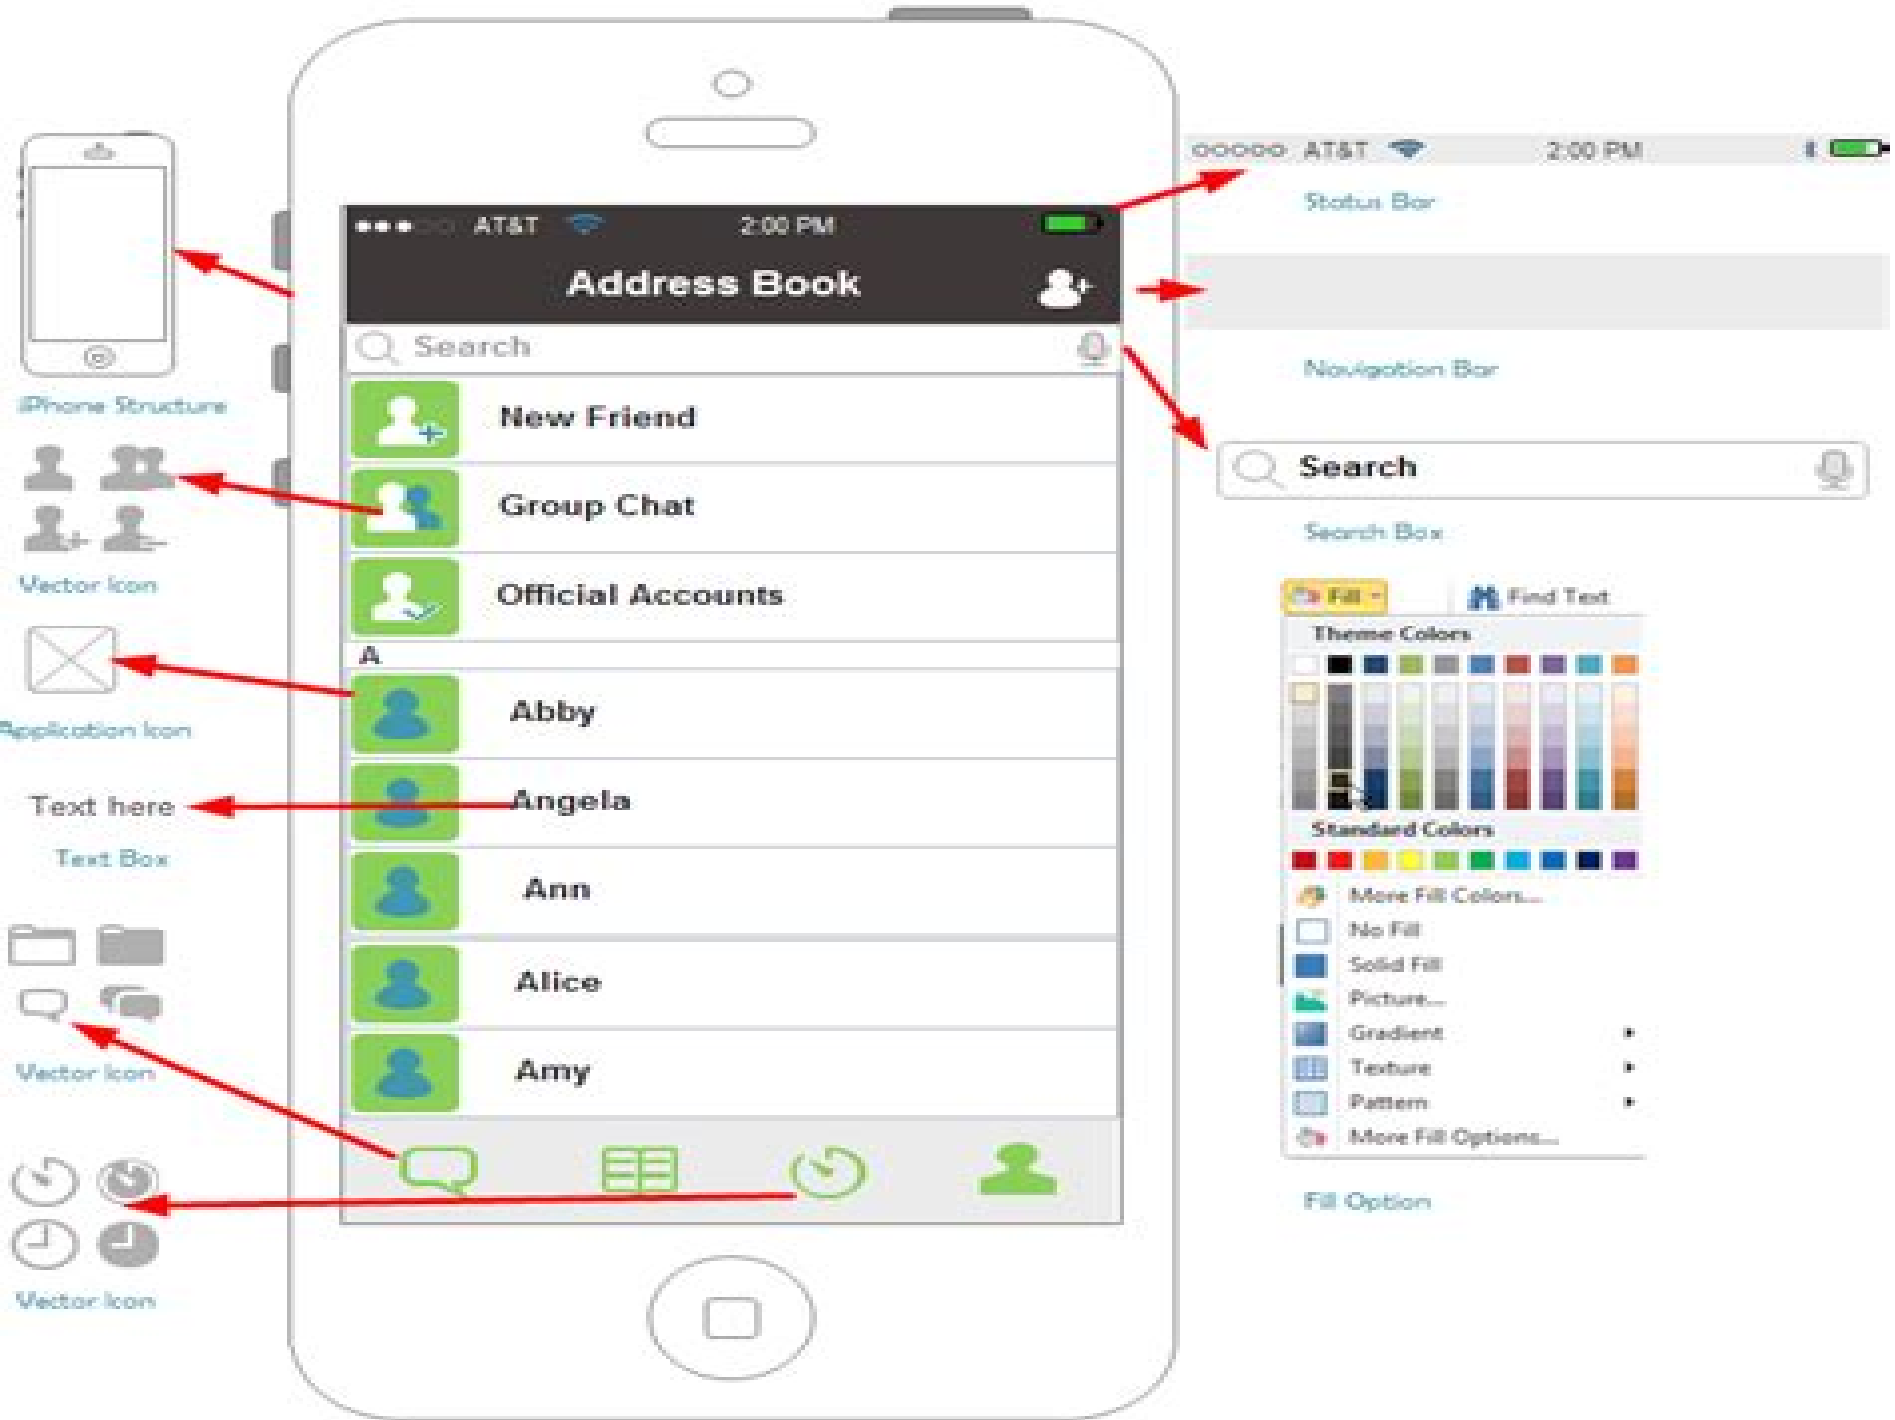 AT&T 2:00 PM
Address Book
Search
New Friend
Group Chat
Official Accounts
A
Abby
Angela
Ann
Alice
Amy
iPhone Structure
Vector Icon
Application Icon
Text here
Text Box
Vector Icon
Vector Icon
AT&T 2:00 PM
Status Bar
Navigation Bar
Search
Search Box
Fill Find Text
Theme Colors
Standard Colors
More Fill Colors...
No Fill
Solid Fill
Picture...
Gradient
Texture
Pattern
More Fill Options...
Fill Option